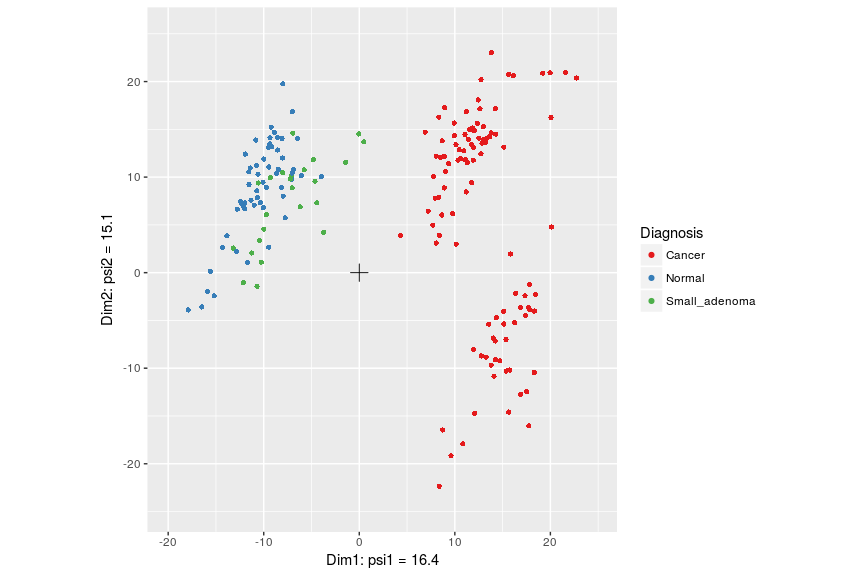 20
10
0
-10
-20
Dim2: psi2 = 15.1
-20 -10 0 10 20
Dim1: psi1 = 16.4
Diagnosis
Cancer
Normal
Small_adenoma